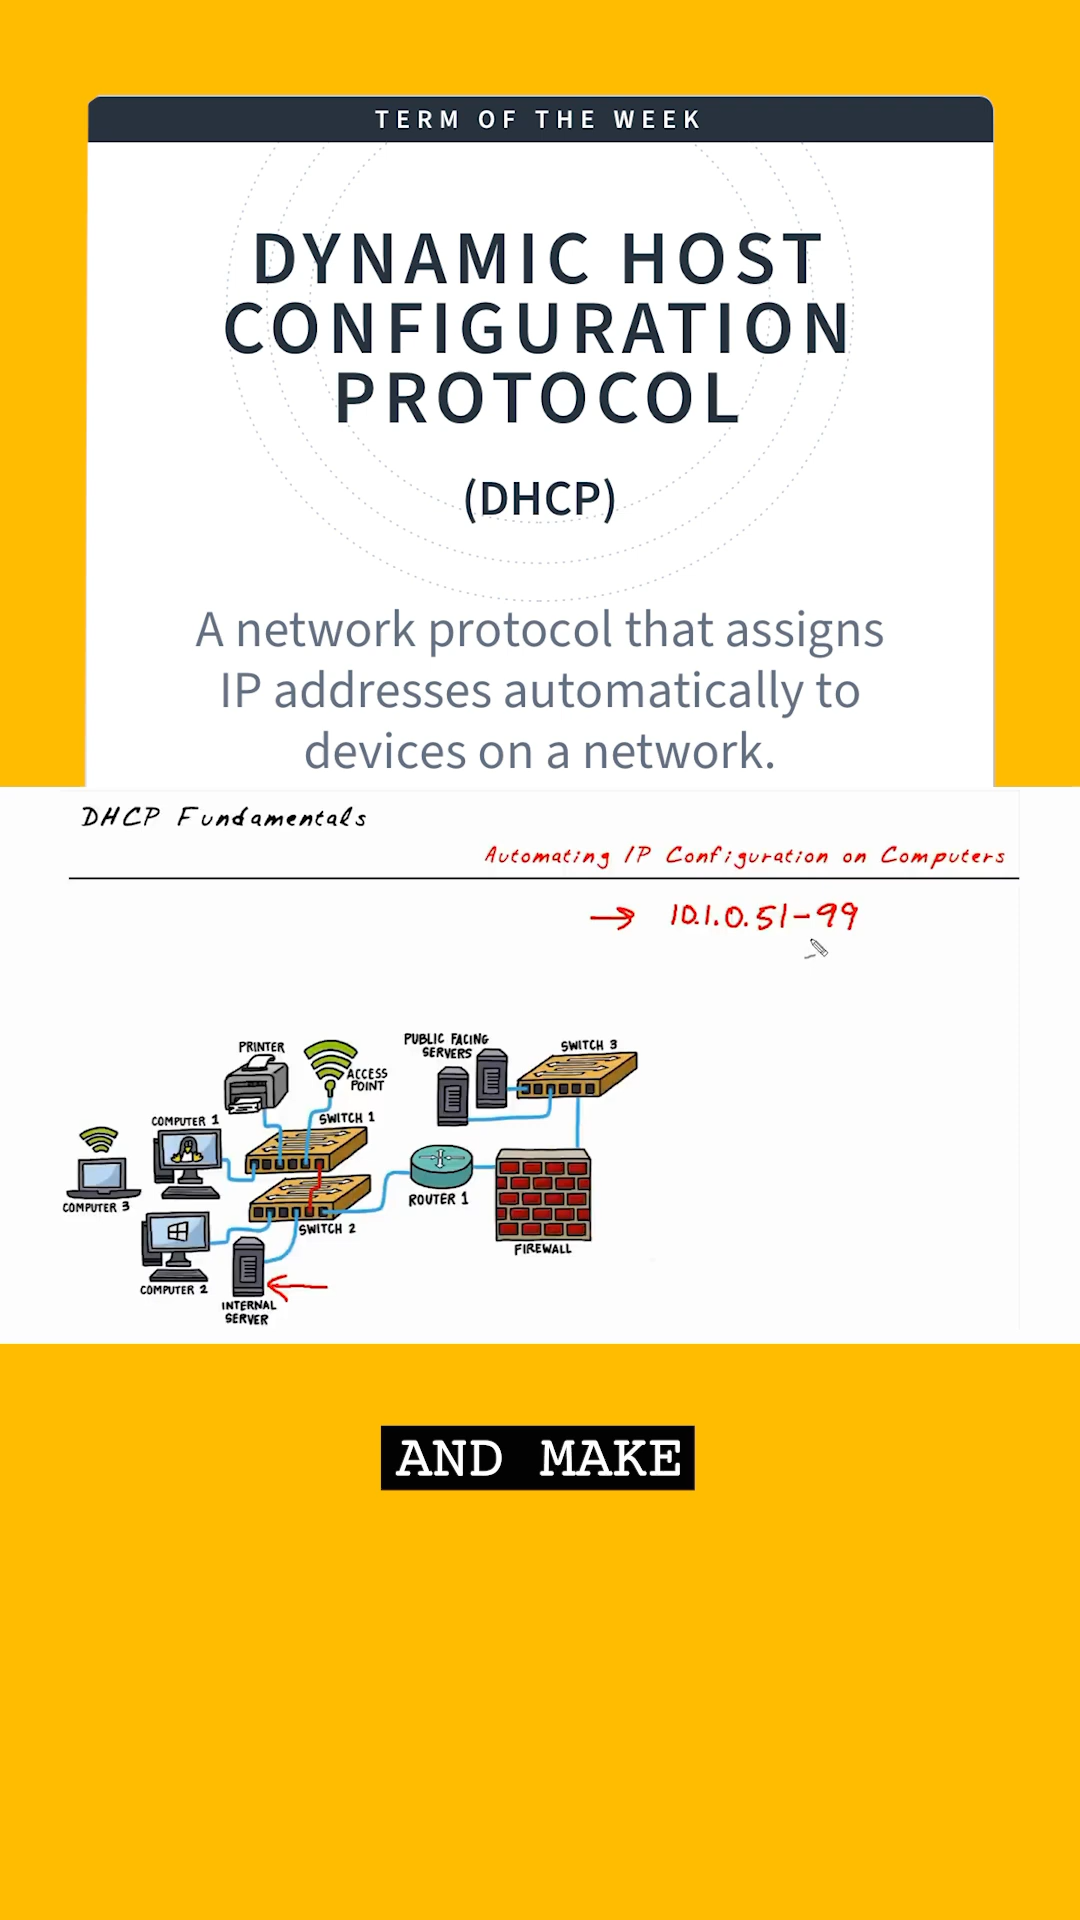 TERM OF THE WEEK
DYNAMIC HOST
CONFIGURATION
PROTOCOL
(DHCP)
A network protocol that assigns
IP addresses automatically to
devices on a network.
DHCP Fundamentals
Automating IP Configuration on Computers
→ 10.1.0.51-99
PRINTER
ACCESS
POINT
PUBLIC FACING
SERVERS
SWITCH 3
COMPUTER 1
SWITCH 1
COMPUTER 3
ROUTER 1
SWITCH 2
FIREWALL
COMPUTER 2
INTERNAL
SERVER
AND MAKE